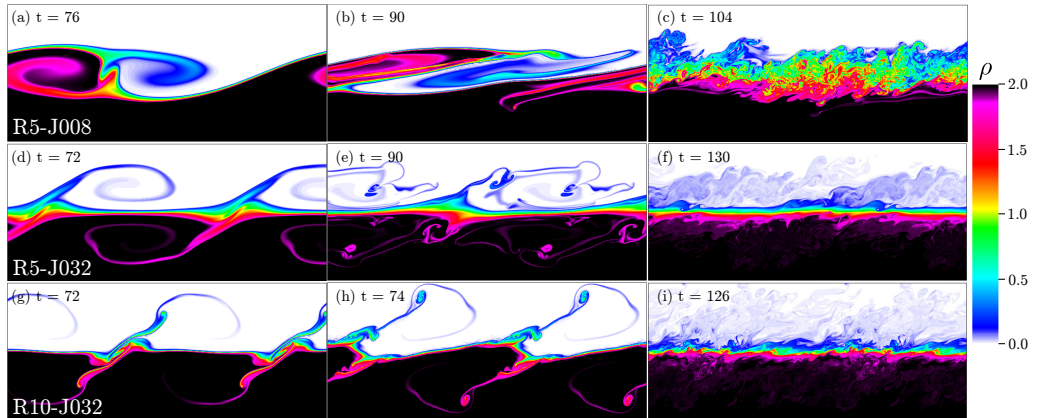 (a) t = 76
(b) t = 90
(c) t = 104
R5-J008
(d) t = 72
(e) t = 90
(f) t = 130
R5-J032
(g) t = 72
(h) t = 74
(i) t = 126
R10-J032
ρ
2.0
1.5
1.0
0.5
0.0